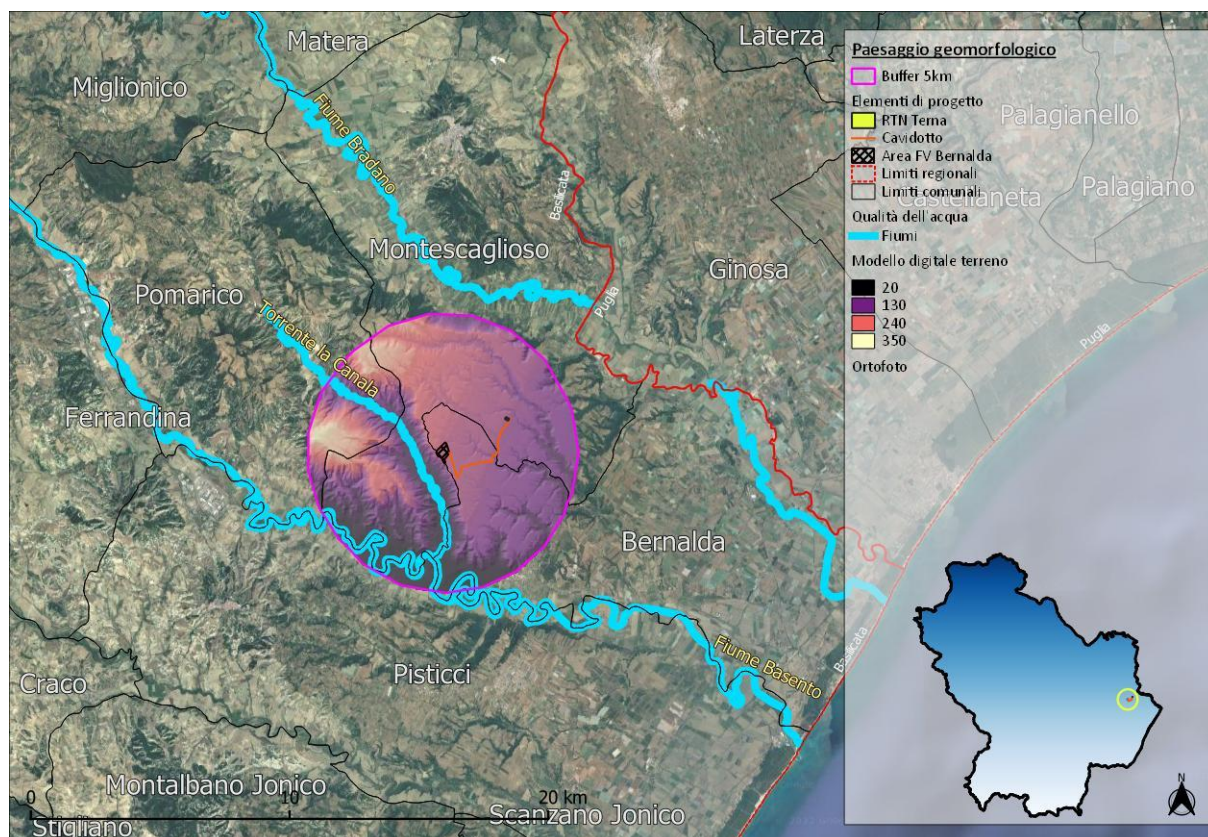 Matera
Laterza
Miglionico
Fiume Bradano
Basilicata
Montescaglioso
Ginosa
Puglia
Pomarico
Torrente la Canala
Ferrandina
Bernalda
Pisticci
Fiume Basento
Basilicata
Puglia
Craco
Montalbano Jonico
Scanzano Jonico
Stigliano
0
10
20 km
Palagianello
Palagiano
Castellaneta
Paesaggio geomorfologico
Buffer 5km
Elementi di progetto
RTN Terna
Cavidotto
Area FV Bernalda
Limiti regionali
Limiti comunali
Qualità dell'acqua
Fiumi
Modello digitale terreno
20
130
240
350
Ortofoto
N